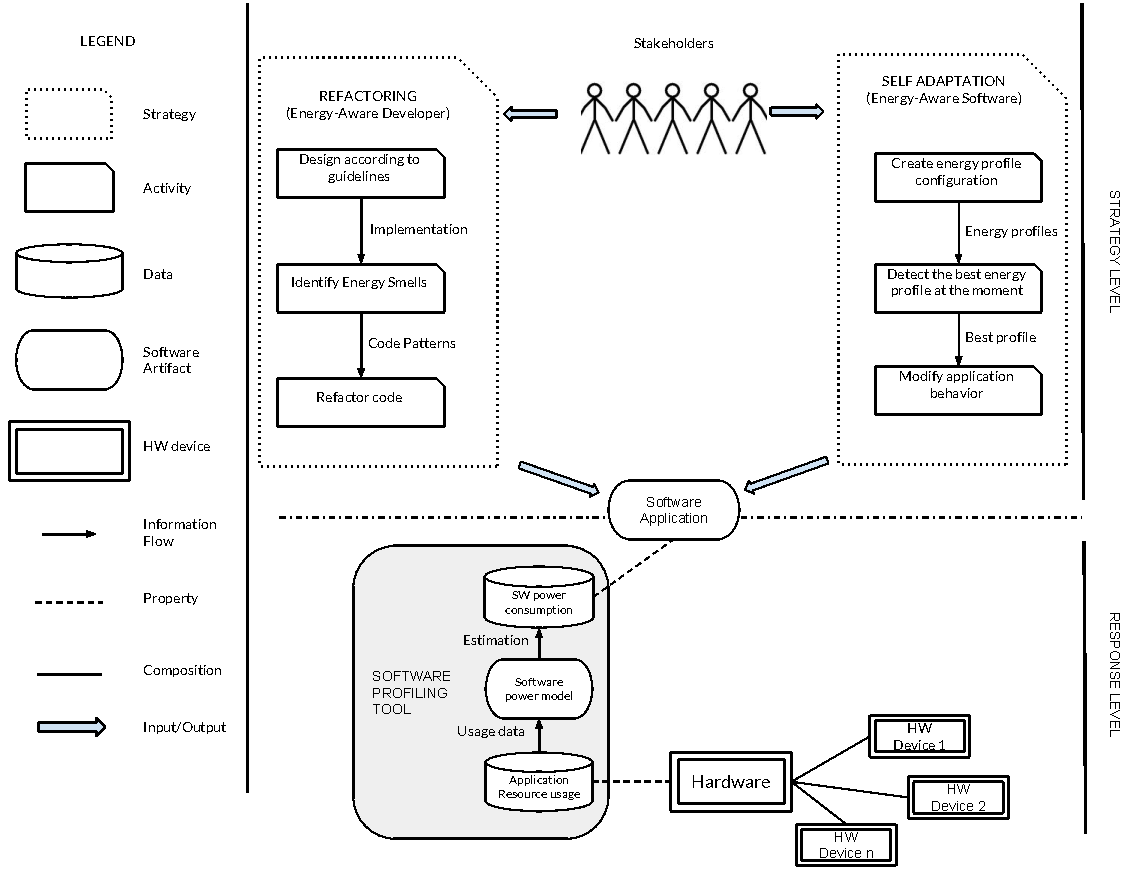 LEGEND
Strategy
Activity
Data
Software
Artifact
HW device
Information
Flow
Property
Composition
Input/Output
Stakeholders
REFACTORING
(Energy-Aware Developer)
Design according to
guidelines
Implementation
Identify Energy Smells
Code Patterns
Refactor code
SELF ADAPTATION
(Energy-Aware Software)
Create energy profile
configuration
Energy profiles
Detect the best energy
profile at the moment
Best profile
Modify application
behavior
STRATEGY LEVEL
Software
Application
SW power
consumption
Estimation
SOFTWARE
PROFILING
TOOL
Software
power model
Usage data
Application
Resource usage
Hardware
HW
Device 1
HW
Device 2
HW
Device n
RESPONSE LEVEL